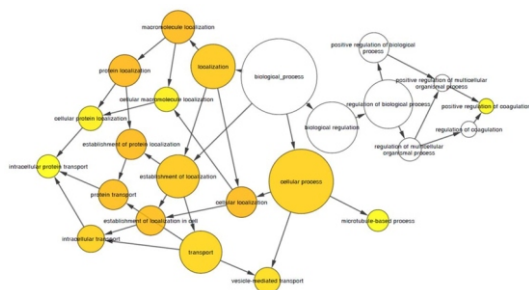 macromolecule localization
protein localization
localization
biological_process
positive regulation of biological process
positive regulation of multicellular organismal process
cellular macromolecule localization
regulation of biological process
positive regulation of coagulation
cellular protein localization
biological regulation
regulation of coagulation
establishment of protein localization
regulation of multicellular organismal process
intracellular protein transport
establishment of localization
cellular process
protein transport
cellular localization
establishment of localization in cell
microtubule-based process
intracellular transport
transport
vesicle-mediated transport